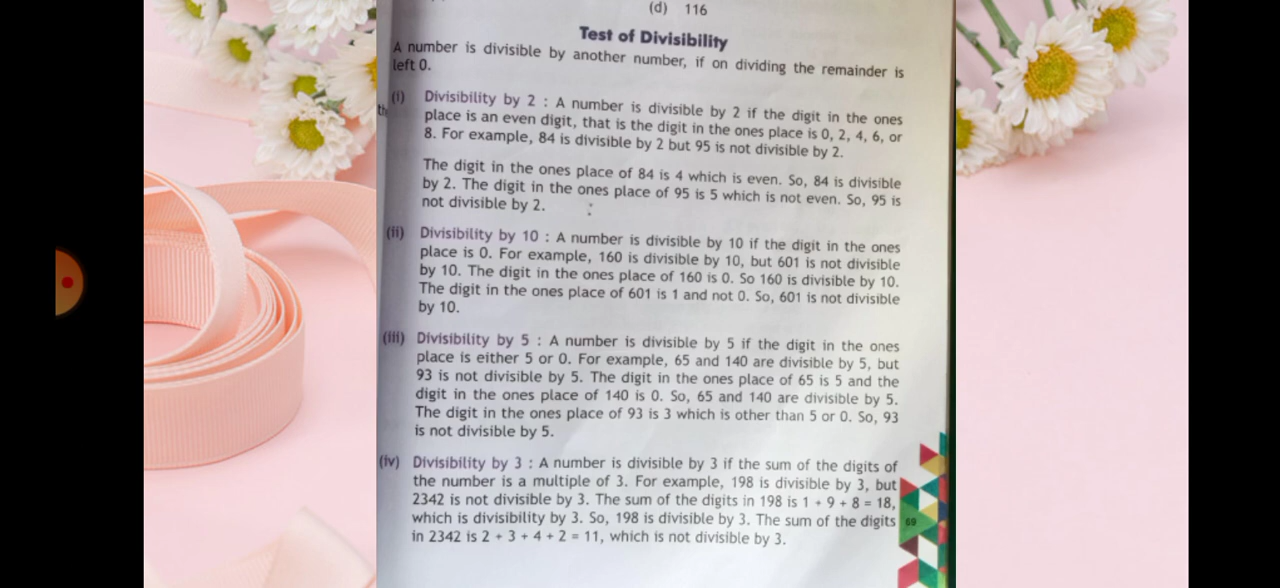 (d) 116
Test of Divisibility
A number is divisible by another number, if on dividing the remainder is
left 0.
(i) Divisibility by 2 : A number is divisible by 2 if the digit in the ones
th
place is an even digit, that is the digit in the ones place is 0, 2, 4, 6, or
8. For example, 84 is divisible by 2 but 95 is not divisible by 2.
The digit in the ones place of 84 is 4 which is even. So, 84 is divisible
by 2. The digit in the ones place of 95 is 5 which is not even. So, 95 is
not divisible by 2.
(ii) Divisibility by 10 : A number is divisible by 10 if the digit in the ones
place is 0. For example, 160 is divisible by 10, but 601 is not divisible
by 10. The digit in the ones place of 160 is 0. So 160 is divisible by 10.
The digit in the ones place of 601 is 1 and not 0. So, 601 is not divisible
by 10.
(iii) Divisibility by 5 : A number is divisible by 5 if the digit in the ones
place is either 5 or 0. For example, 65 and 140 are divisible by 5, but
93 is not divisible by 5. The digit in the ones place of 65 is 5 and the
digit in the ones place of 140 is 0. So, 65 and 140 are divisible by 5.
The digit in the ones place of 93 is 3 which is other than 5 or 0. So, 93
is not divisible by 5.
(iv) Divisibility by 3 : A number is divisible by 3 if the sum of the digits of
the number is a multiple of 3. For example, 198 is divisible by 3, but
2342 is not divisible by 3. The sum of the digits in 198 is 1 + 9 + 8 = 18,
which is divisibility by 3. So, 198 is divisible by 3. The sum of the digits
in 2342 is 2 + 3 + 4 + 2 = 11, which is not divisible by 3.
69